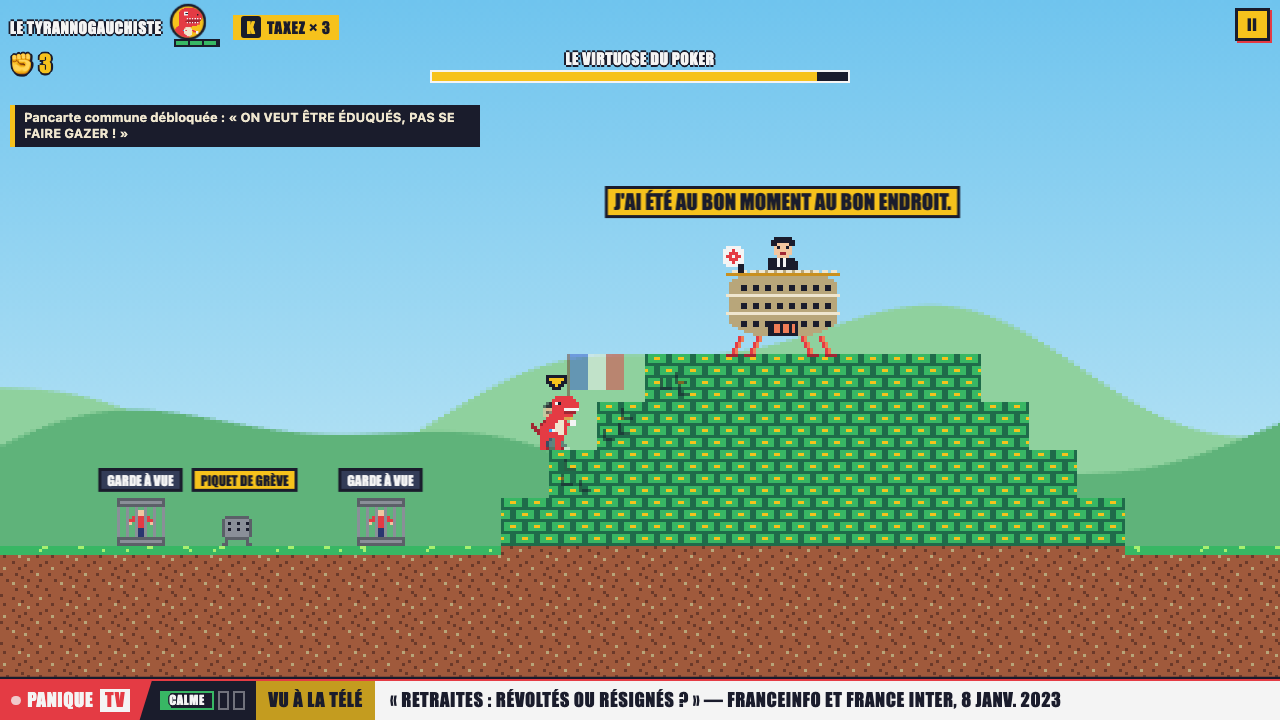 LE TYRANNOGAUCHISTE
K TAXEZ × 3
3
LE VIRTUOSE DU POKER
Pancarte commune débloquée : « ON VEUT ÊTRE ÉDUQUÉS, PAS SE
FAIRE GAZER ! »
J'AI ÉTÉ AU BON MOMENT AU BON ENDROIT.
GARDE À VUE
PIQUET DE GRÈVE
GARDE À VUE
PANIQUE TV
CALME
VU À LA TÉLÉ
« RETRAITES : RÉVOLTÉS OU RÉSIGNÉS ? » — FRANCEINFO ET FRANCE INTER, 8 JANV. 2023